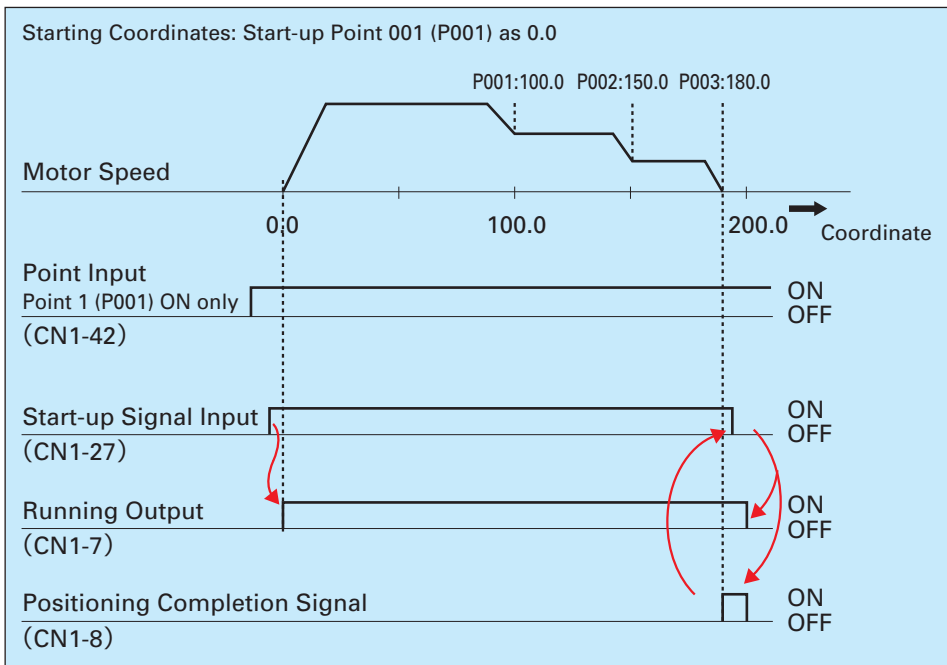 Starting Coordinates: Start-up Point 001 (P001) as 0.0
P001:100.0 P002:150.0 P003:180.0
Motor Speed
0.0 100.0 200.0
Coordinate
Point Input
Point 1 (P001) ON only
(CN1-42)
ON
OFF
Start-up Signal Input
(CN1-27)
ON
OFF
Running Output
(CN1-7)
ON
OFF
Positioning Completion Signal
(CN1-8)
ON
OFF